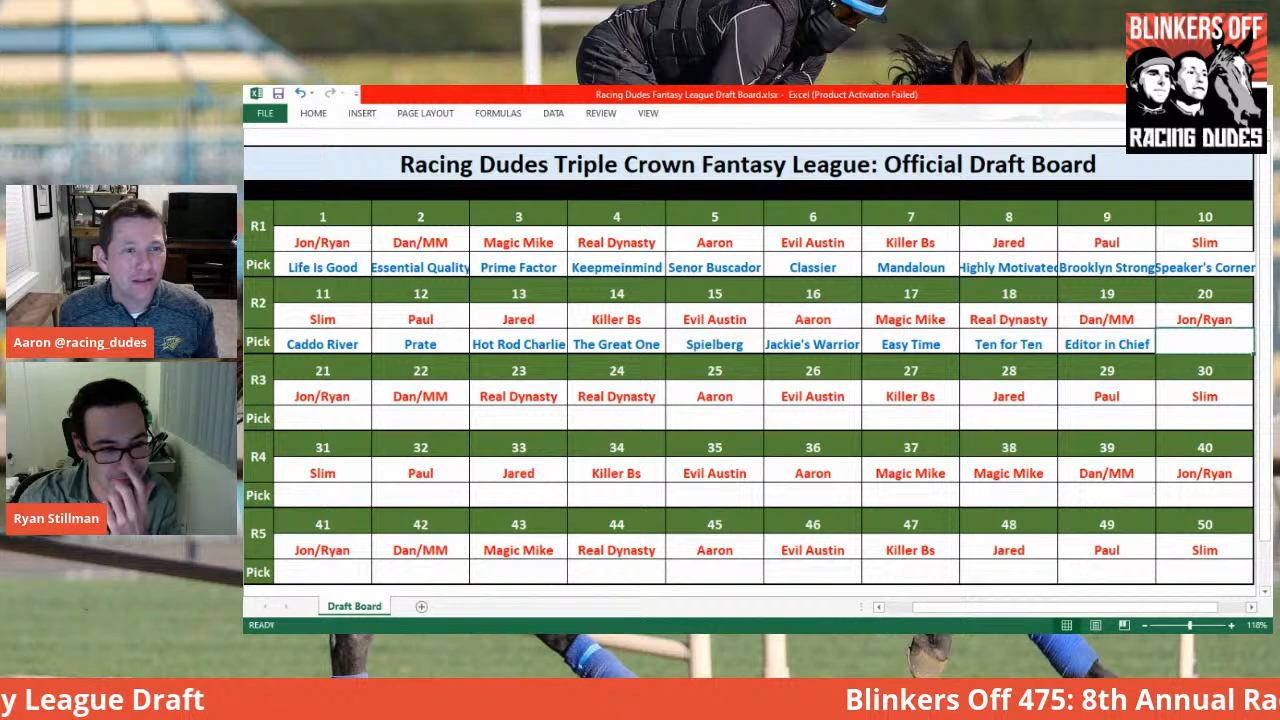 BLINKERS OFF
RACING DUDES
Racing Dudes Fantasy League Draft Board.xlsx - Excel (Product Activation Failed)
FILE HOME INSERT PAGE LAYOUT FORMULAS DATA REVIEW VIEW
Racing Dudes Triple Crown Fantasy League: Official Draft Board
R1 1 2 3 4 5 6 7 8 9 10
Jon/Ryan Dan/MM Magic Mike Real Dynasty Aaron Evil Austin Killer Bs Jared Paul Slim
Pick Life Is Good Essential Quality Prime Factor Keepmeinmind Senor Buscador Classier Mandaloun Highly Motivated Brooklyn Strong Speaker's Corner
R2 11 12 13 14 15 16 17 18 19 20
Slim Paul Jared Killer Bs Evil Austin Aaron Magic Mike Real Dynasty Dan/MM Jon/Ryan
Pick Caddo River Prate Hot Rod Charlie The Great One Spielberg Jackie's Warrior Easy Time Ten for Ten Editor in Chief
R3 21 22 23 24 25 26 27 28 29 30
Jon/Ryan Dan/MM Real Dynasty Real Dynasty Aaron Evil Austin Killer Bs Jared Paul Slim
Pick
R4 31 32 33 34 35 36 37 38 39 40
Slim Paul Jared Killer Bs Evil Austin Aaron Magic Mike Magic Mike Dan/MM Jon/Ryan
Pick
R5 41 42 43 44 45 46 47 48 49 50
Jon/Ryan Dan/MM Magic Mike Real Dynasty Aaron Evil Austin Killer Bs Jared Paul Slim
Pick
Draft Board
READY 118%
Aaron @racing_dudes
Ryan Stillman
y League Draft Blinkers Off 475: 8th Annual Ra